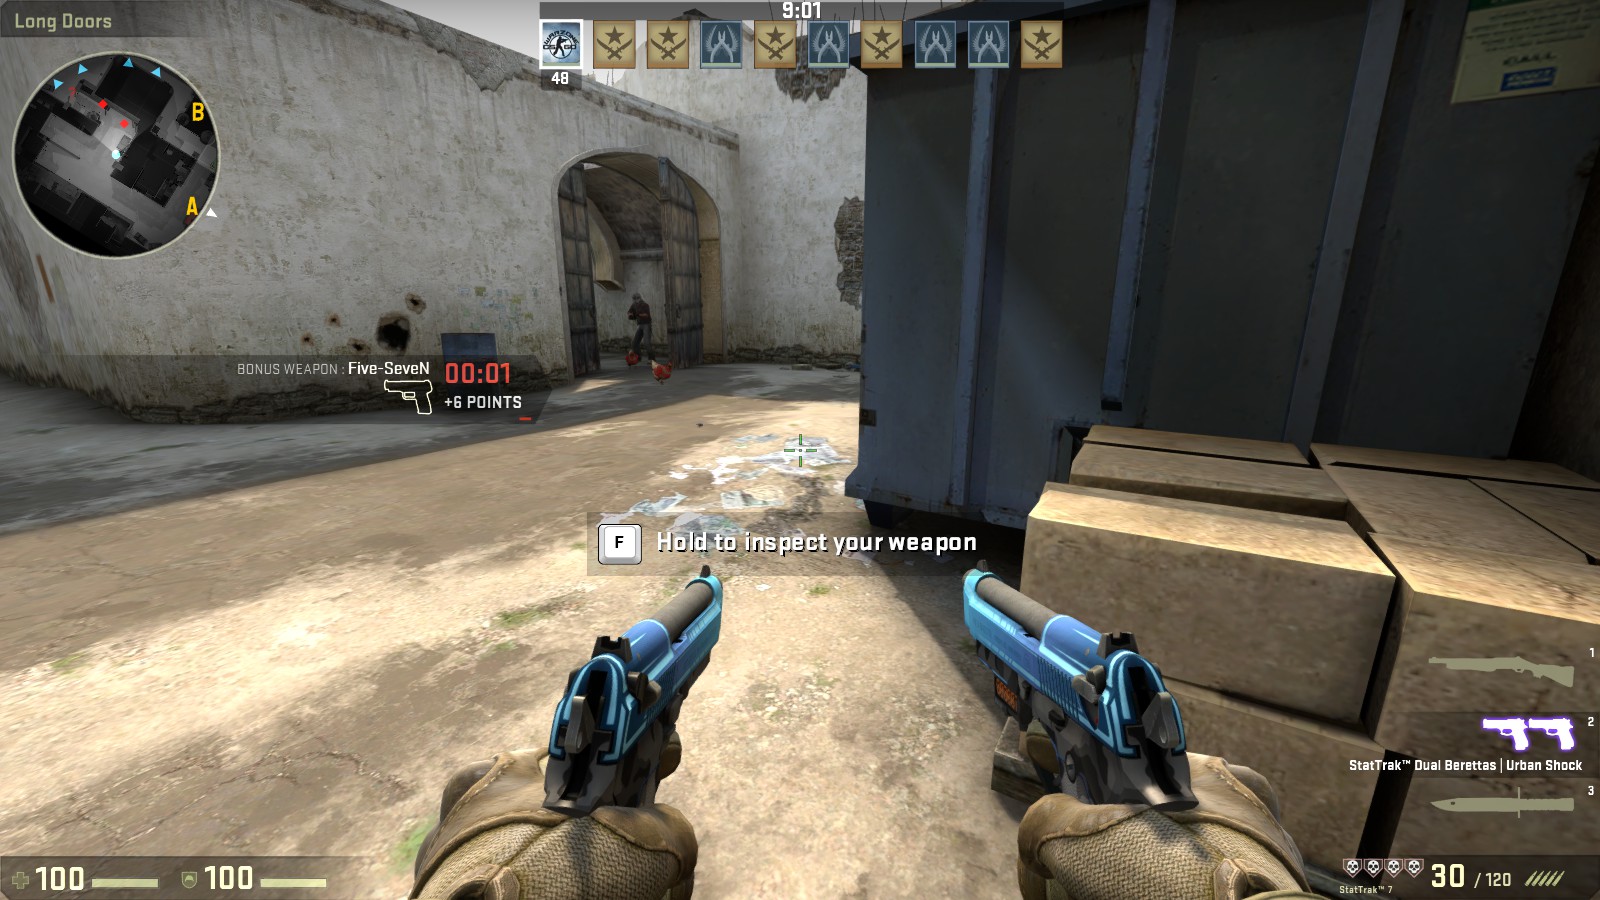 Long Doors
9:01
48
B
A
BONUS WEAPON : Five-SeveN
00:01
+6 POINTS
F
Hold to inspect your weapon
1
2
StatTrak™ Dual Berettas | Urban Shock
3
100
100
StatTrak™ 7
30 / 120